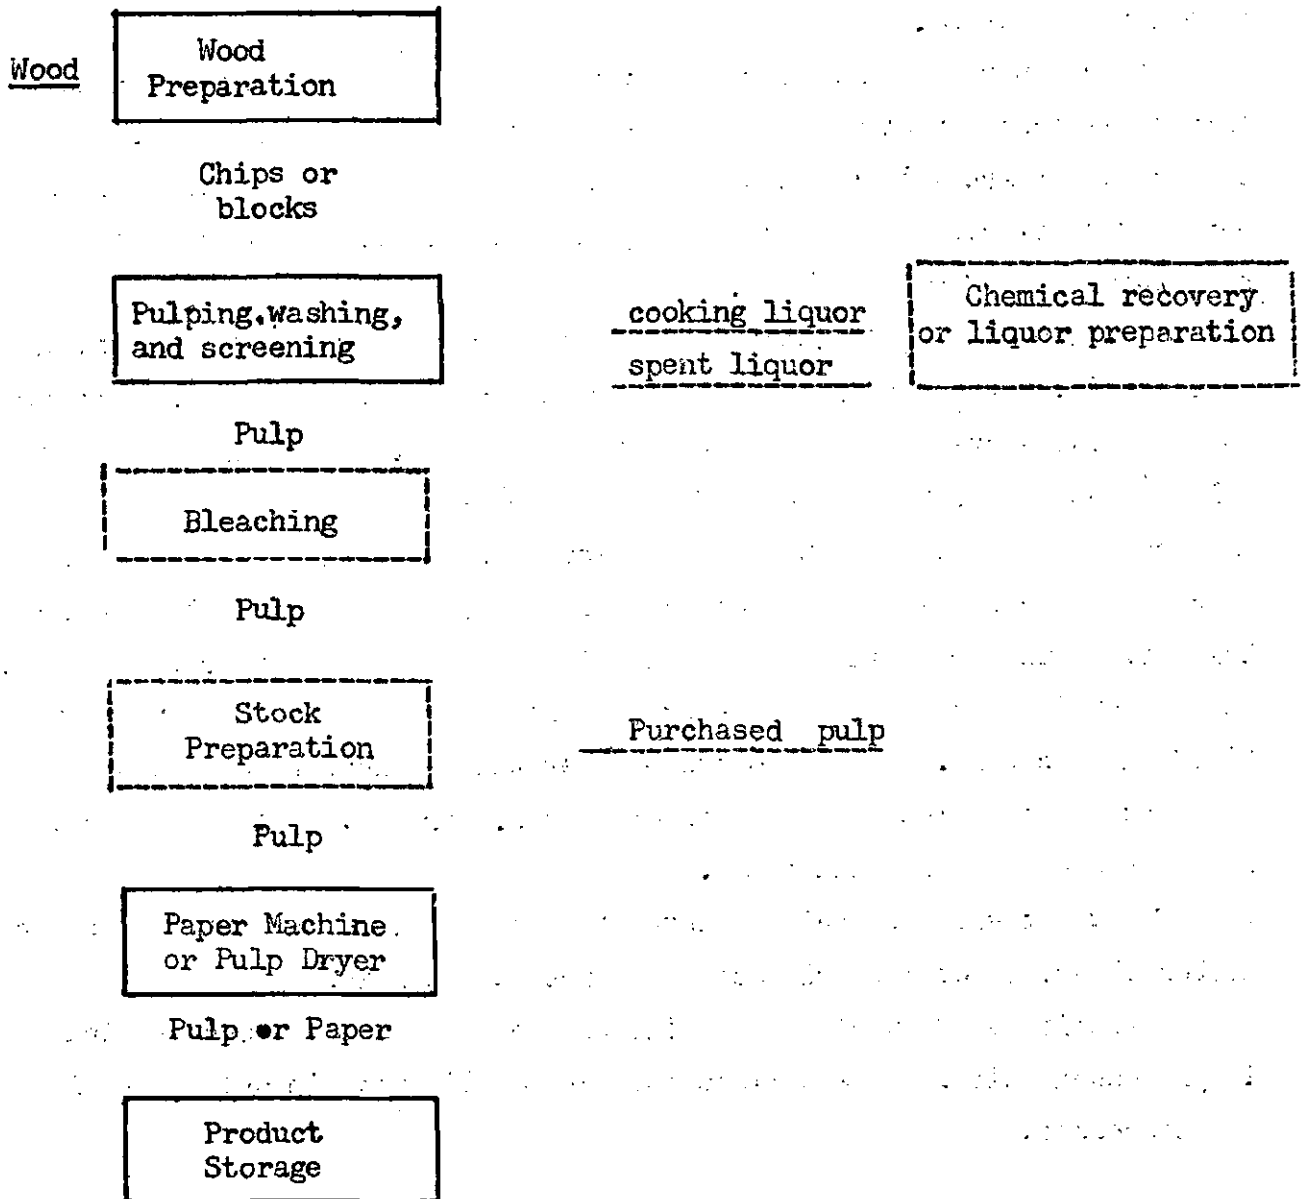 Wood
Wood
Preparation
Chips or
blocks
Pulping.washing,
and screening
cooking liquor
spent liquor
Chemical recovery
or liquor preparation
Pulp
Bleaching
Pulp
Stock
Preparation
Purchased pulp
Pulp
Paper Machine
or Pulp Dryer
Pulp or Paper
Product
Storage